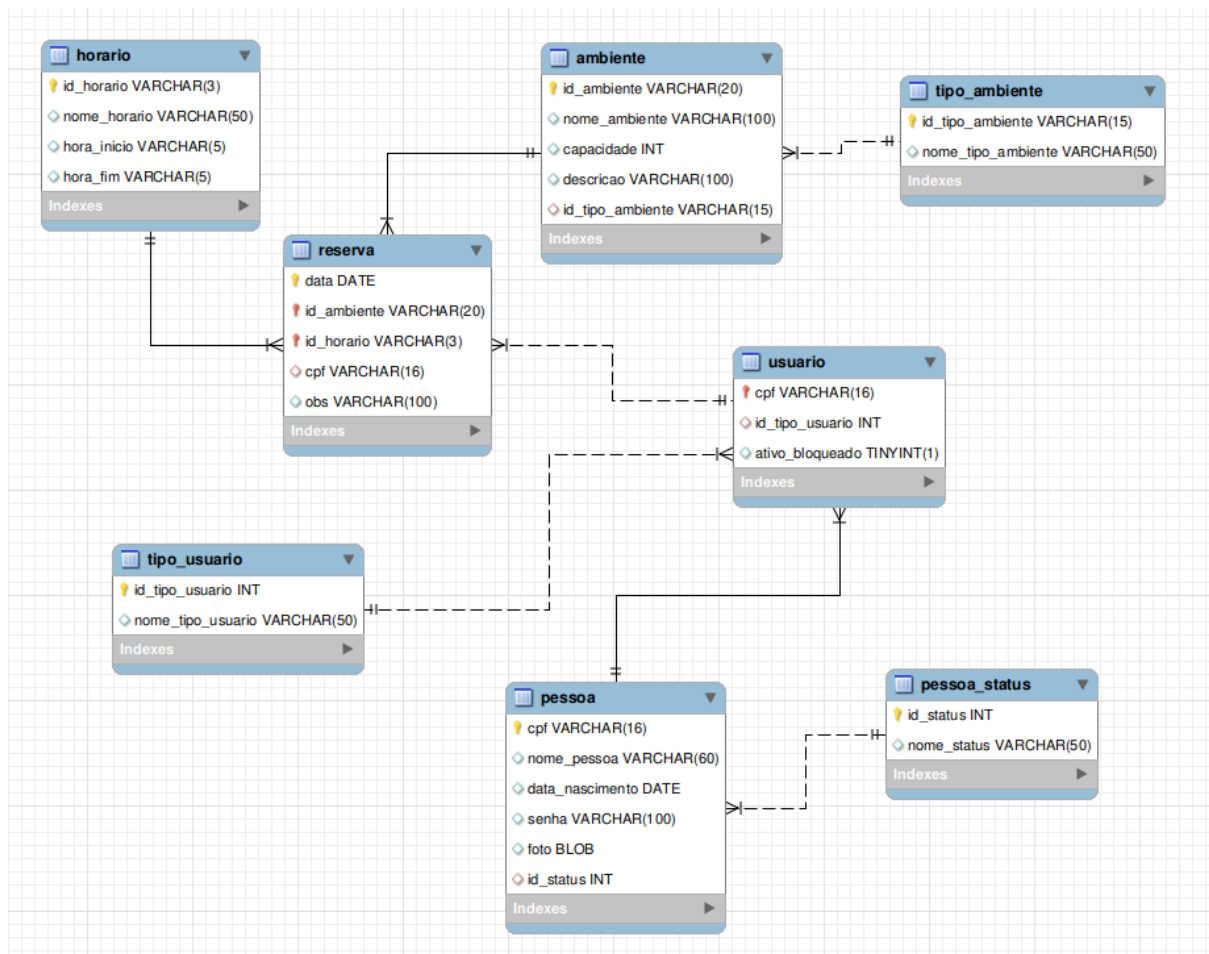 horario
id_horario VARCHAR(3)
nome_horario VARCHAR(50)
hora_inicio VARCHAR(5)
hora_fim VARCHAR(5)
Indexes
ambiente
id_ambiente VARCHAR(20)
nome_ambiente VARCHAR(100)
capacidade INT
descricao VARCHAR(100)
id_tipo_ambiente VARCHAR(15)
Indexes
tipo_ambiente
id_tipo_ambiente VARCHAR(15)
nome_tipo_ambiente VARCHAR(50)
Indexes
reserva
data DATE
id_ambiente VARCHAR(20)
id_horario VARCHAR(3)
cpf VARCHAR(16)
obs VARCHAR(100)
Indexes
usuario
cpf VARCHAR(16)
id_tipo_usuario INT
ativo_bloqueado TINYINT(1)
Indexes
tipo_usuario
id_tipo_usuario INT
nome_tipo_usuario VARCHAR(50)
Indexes
pessoa
cpf VARCHAR(16)
nome_pessoa VARCHAR(60)
data_nascimento DATE
senha VARCHAR(100)
foto BLOB
id_status INT
Indexes
pessoa_status
id_status INT
nome_status VARCHAR(50)
Indexes